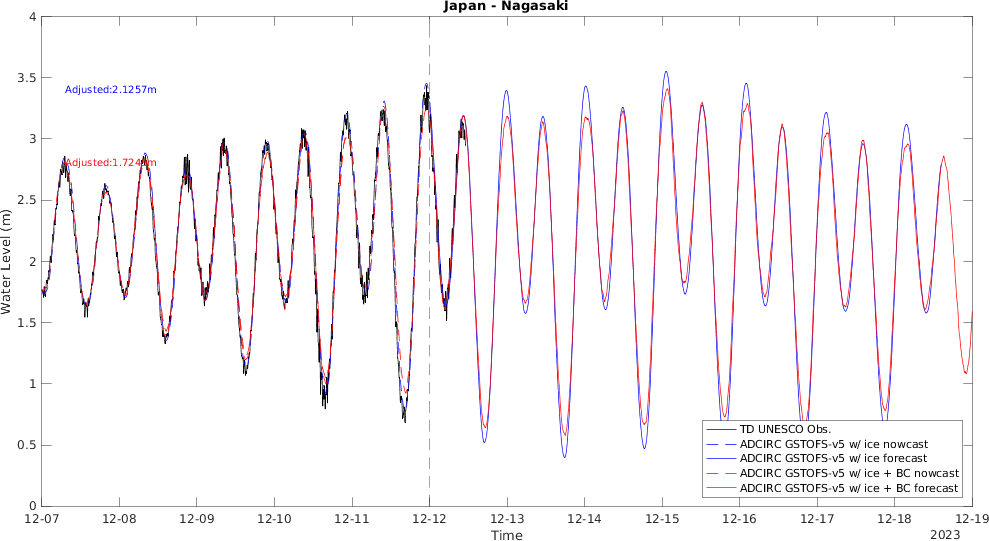 Japan - Nagasaki
4
3.5
3
2.5
2
1.5
1
0.5
0
Water Level (m)
Adjusted:2.1257m
TD UNESCO Obs.
ADCIRC GSTOFS-v5 w/ ice nowcast
ADCIRC GSTOFS-v5 w/ ice forecast
ADCIRC GSTOFS-v5 w/ ice + BC nowcast
ADCIRC GSTOFS-v5 w/ ice + BC forecast
12-07 12-08 12-09 12-10 12-11 12-12 12-13 12-14 12-15 12-16 12-17 12-18 12-19
Time
2023